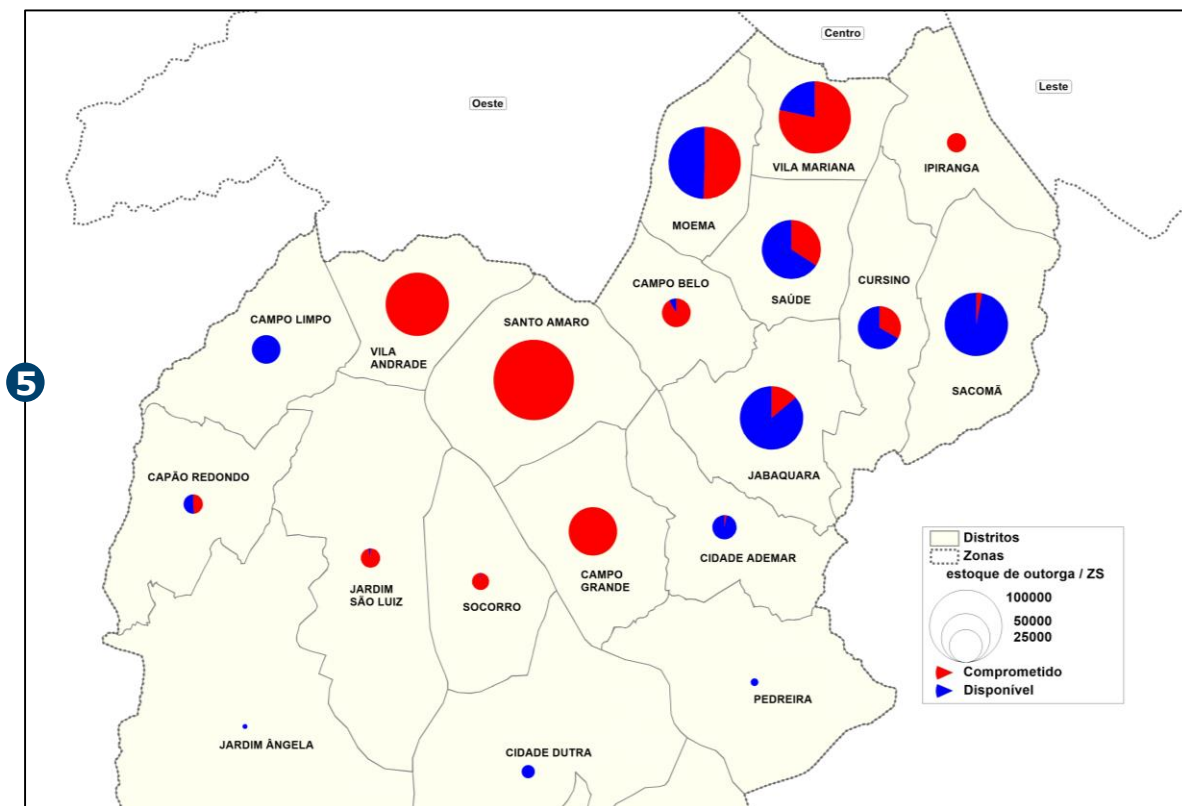 Centro
Oeste
Leste
VILA MARIANA
IPIRANGA
MOEMA
CAMPO BELO
SAÚDE
CURSINO
CAMPO LIMPO
SANTO AMARO
VILA
ANDRADE
SACOMÃ
5
CAPÃO REDONDO
JABAQUARA
JARDIM
SÃO LUIZ
SOCORRO
CAMPO
GRANDE
CIDADE ADEMAR
PEDREIRA
JARDIM ÂNGELA
CIDADE DUTRA
Distritos
Zonas
estoque de outorga / ZS
100000
50000
25000
Comprometido
Disponível